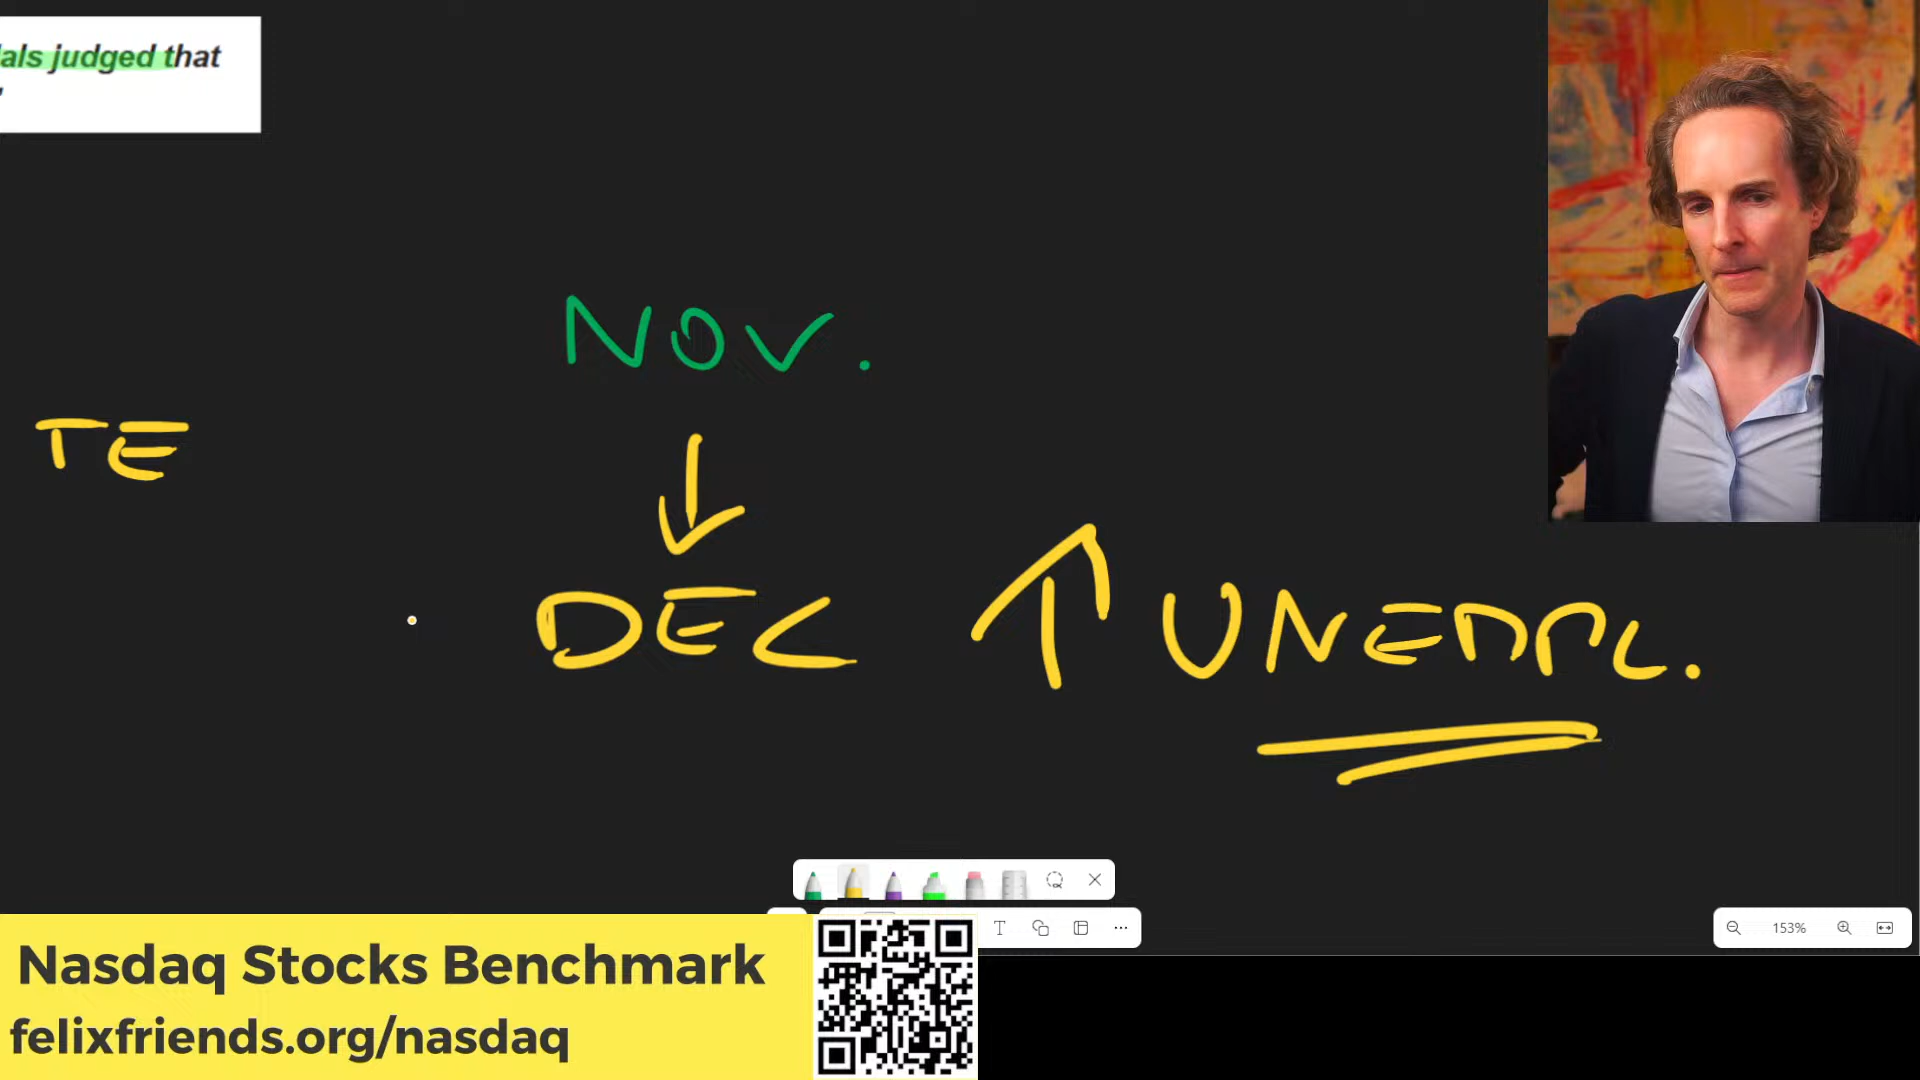 als judged that
"
NOV.
TE
DEC ↑ UNEMPL.
153%
Nasdaq Stocks Benchmark
felixfriends.org/nasdaq